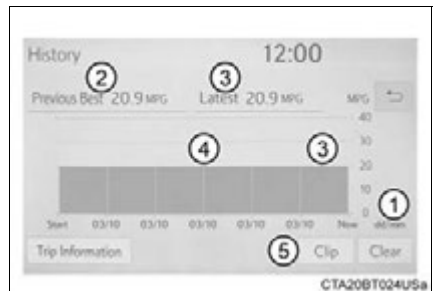 History 12:00
② ③
Previous Best 20.9 MPG Latest 20.9 MPG MPG
40
④ 30
③
20
10
① 
0
Start 03/10 03/10 03/10 03/10 03/10 Now dd/mm
Trip Information ⑤ Clip Clear
CTA20BT024USa